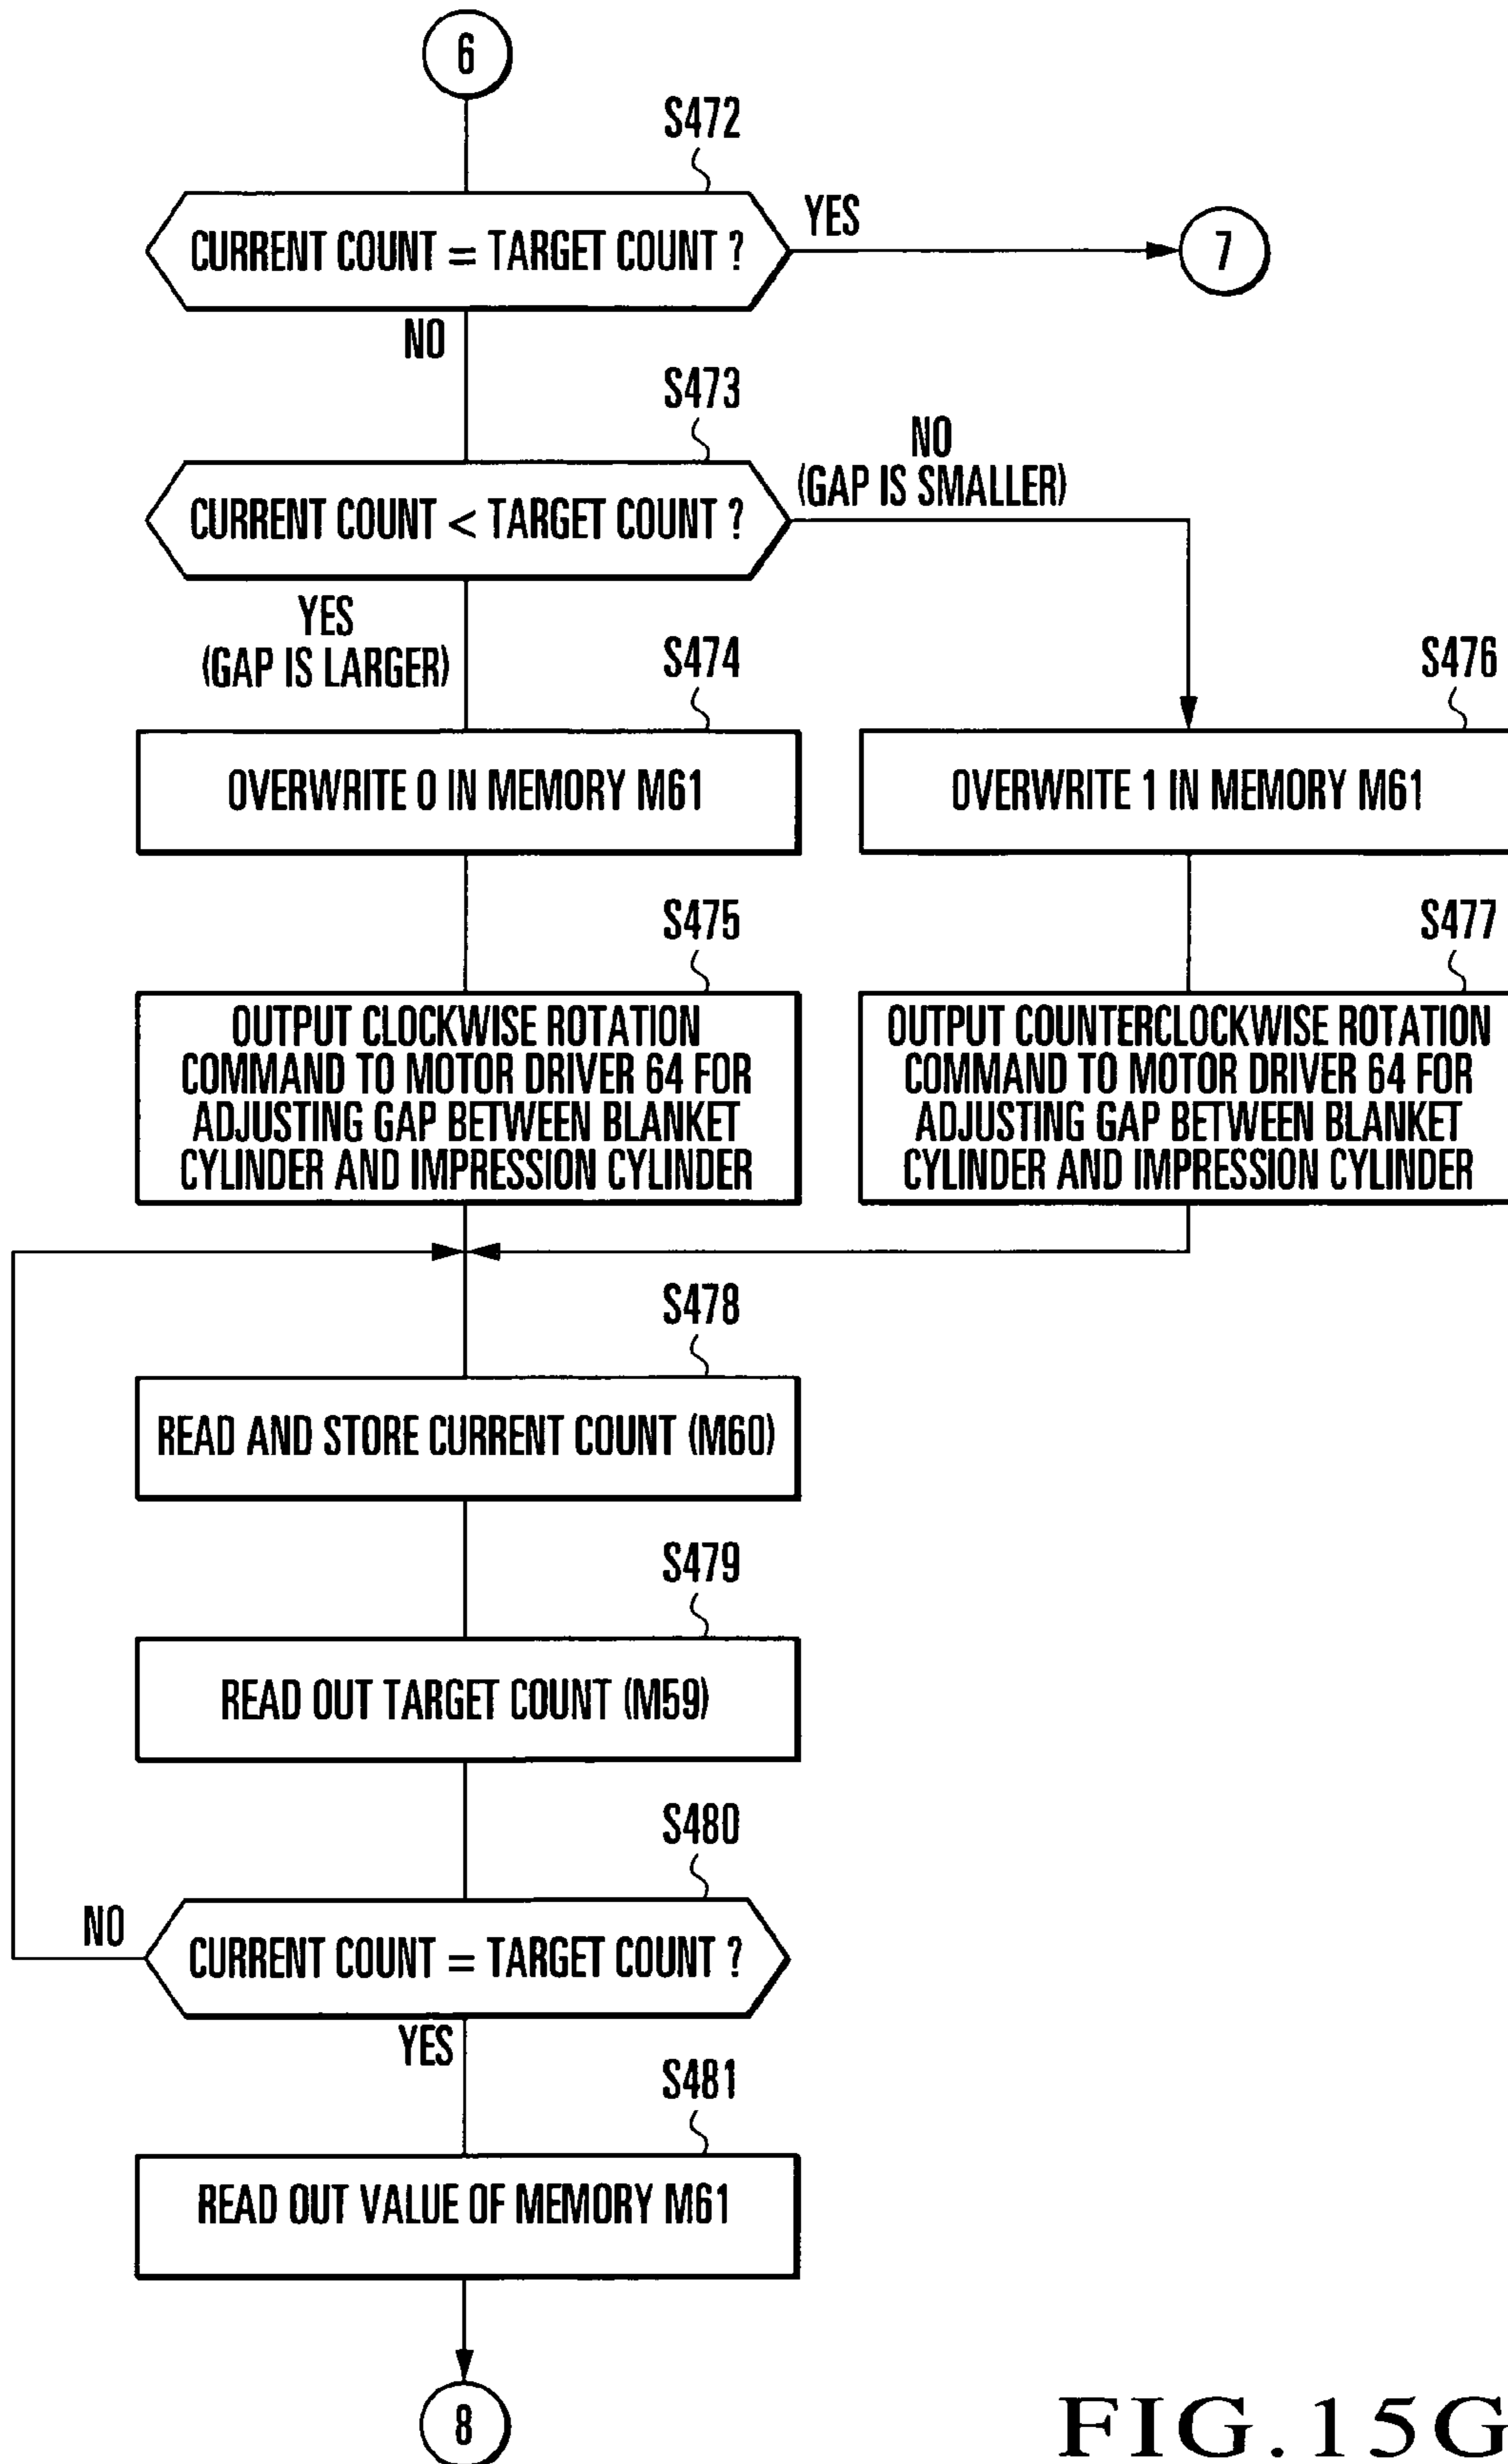 6
S472
CURRENT COUNT = TARGET COUNT ?
YES
7
NO
S473
CURRENT COUNT < TARGET COUNT ?
NO
(GAP IS SMALLER)
YES
(GAP IS LARGER)
S474
OVERWRITE 0 IN MEMORY M61
S476
OVERWRITE 1 IN MEMORY M61
S475
OUTPUT CLOCKWISE ROTATION
COMMAND TO MOTOR DRIVER 64 FOR
ADJUSTING GAP BETWEEN BLANKET
CYLINDER AND IMPRESSION CYLINDER
S477
OUTPUT COUNTERCLOCKWISE ROTATION
COMMAND TO MOTOR DRIVER 64 FOR
ADJUSTING GAP BETWEEN BLANKET
CYLINDER AND IMPRESSION CYLINDER
S478
READ AND STORE CURRENT COUNT (M60)
S479
READ OUT TARGET COUNT (M59)
S480
CURRENT COUNT = TARGET COUNT ?
NO
YES
S481
READ OUT VALUE OF MEMORY M61
8
FIG.15G